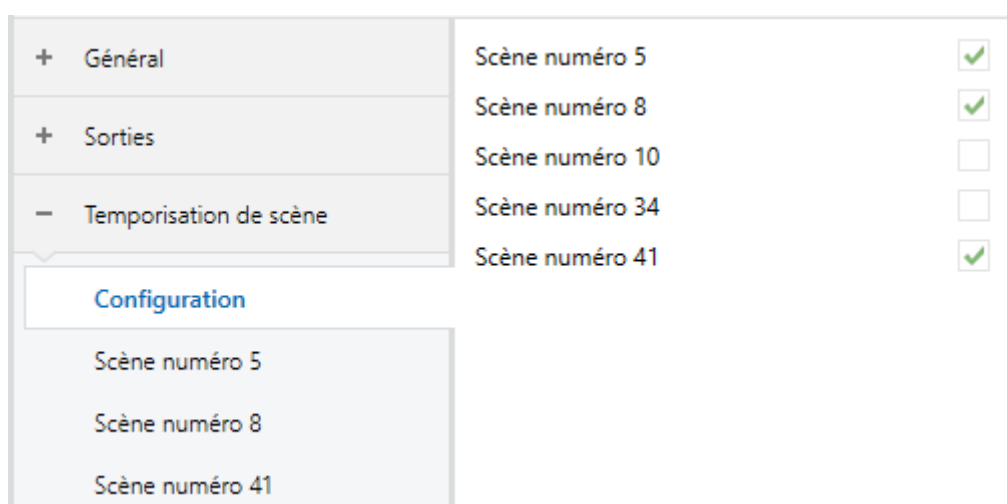 Général
Sorties
Temporisation de scène
Configuration
Scène numéro 5
Scène numéro 8
Scène numéro 41
Scène numéro 5
Scène numéro 8
Scène numéro 10
Scène numéro 34
Scène numéro 41